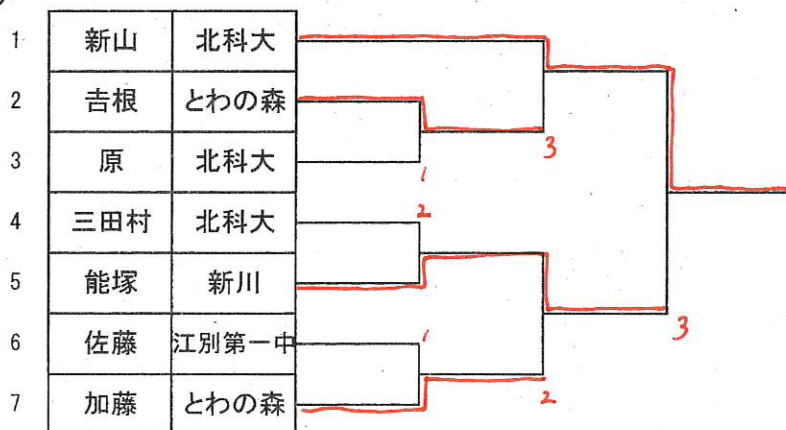 1 新山 北科大
2 𠮷根 とわの森
3 原 北科大
3
1
4 三田村 北科大
2
5 能塚 新川
6 佐藤 江別第一中
1
3
7 加藤 とわの森
2